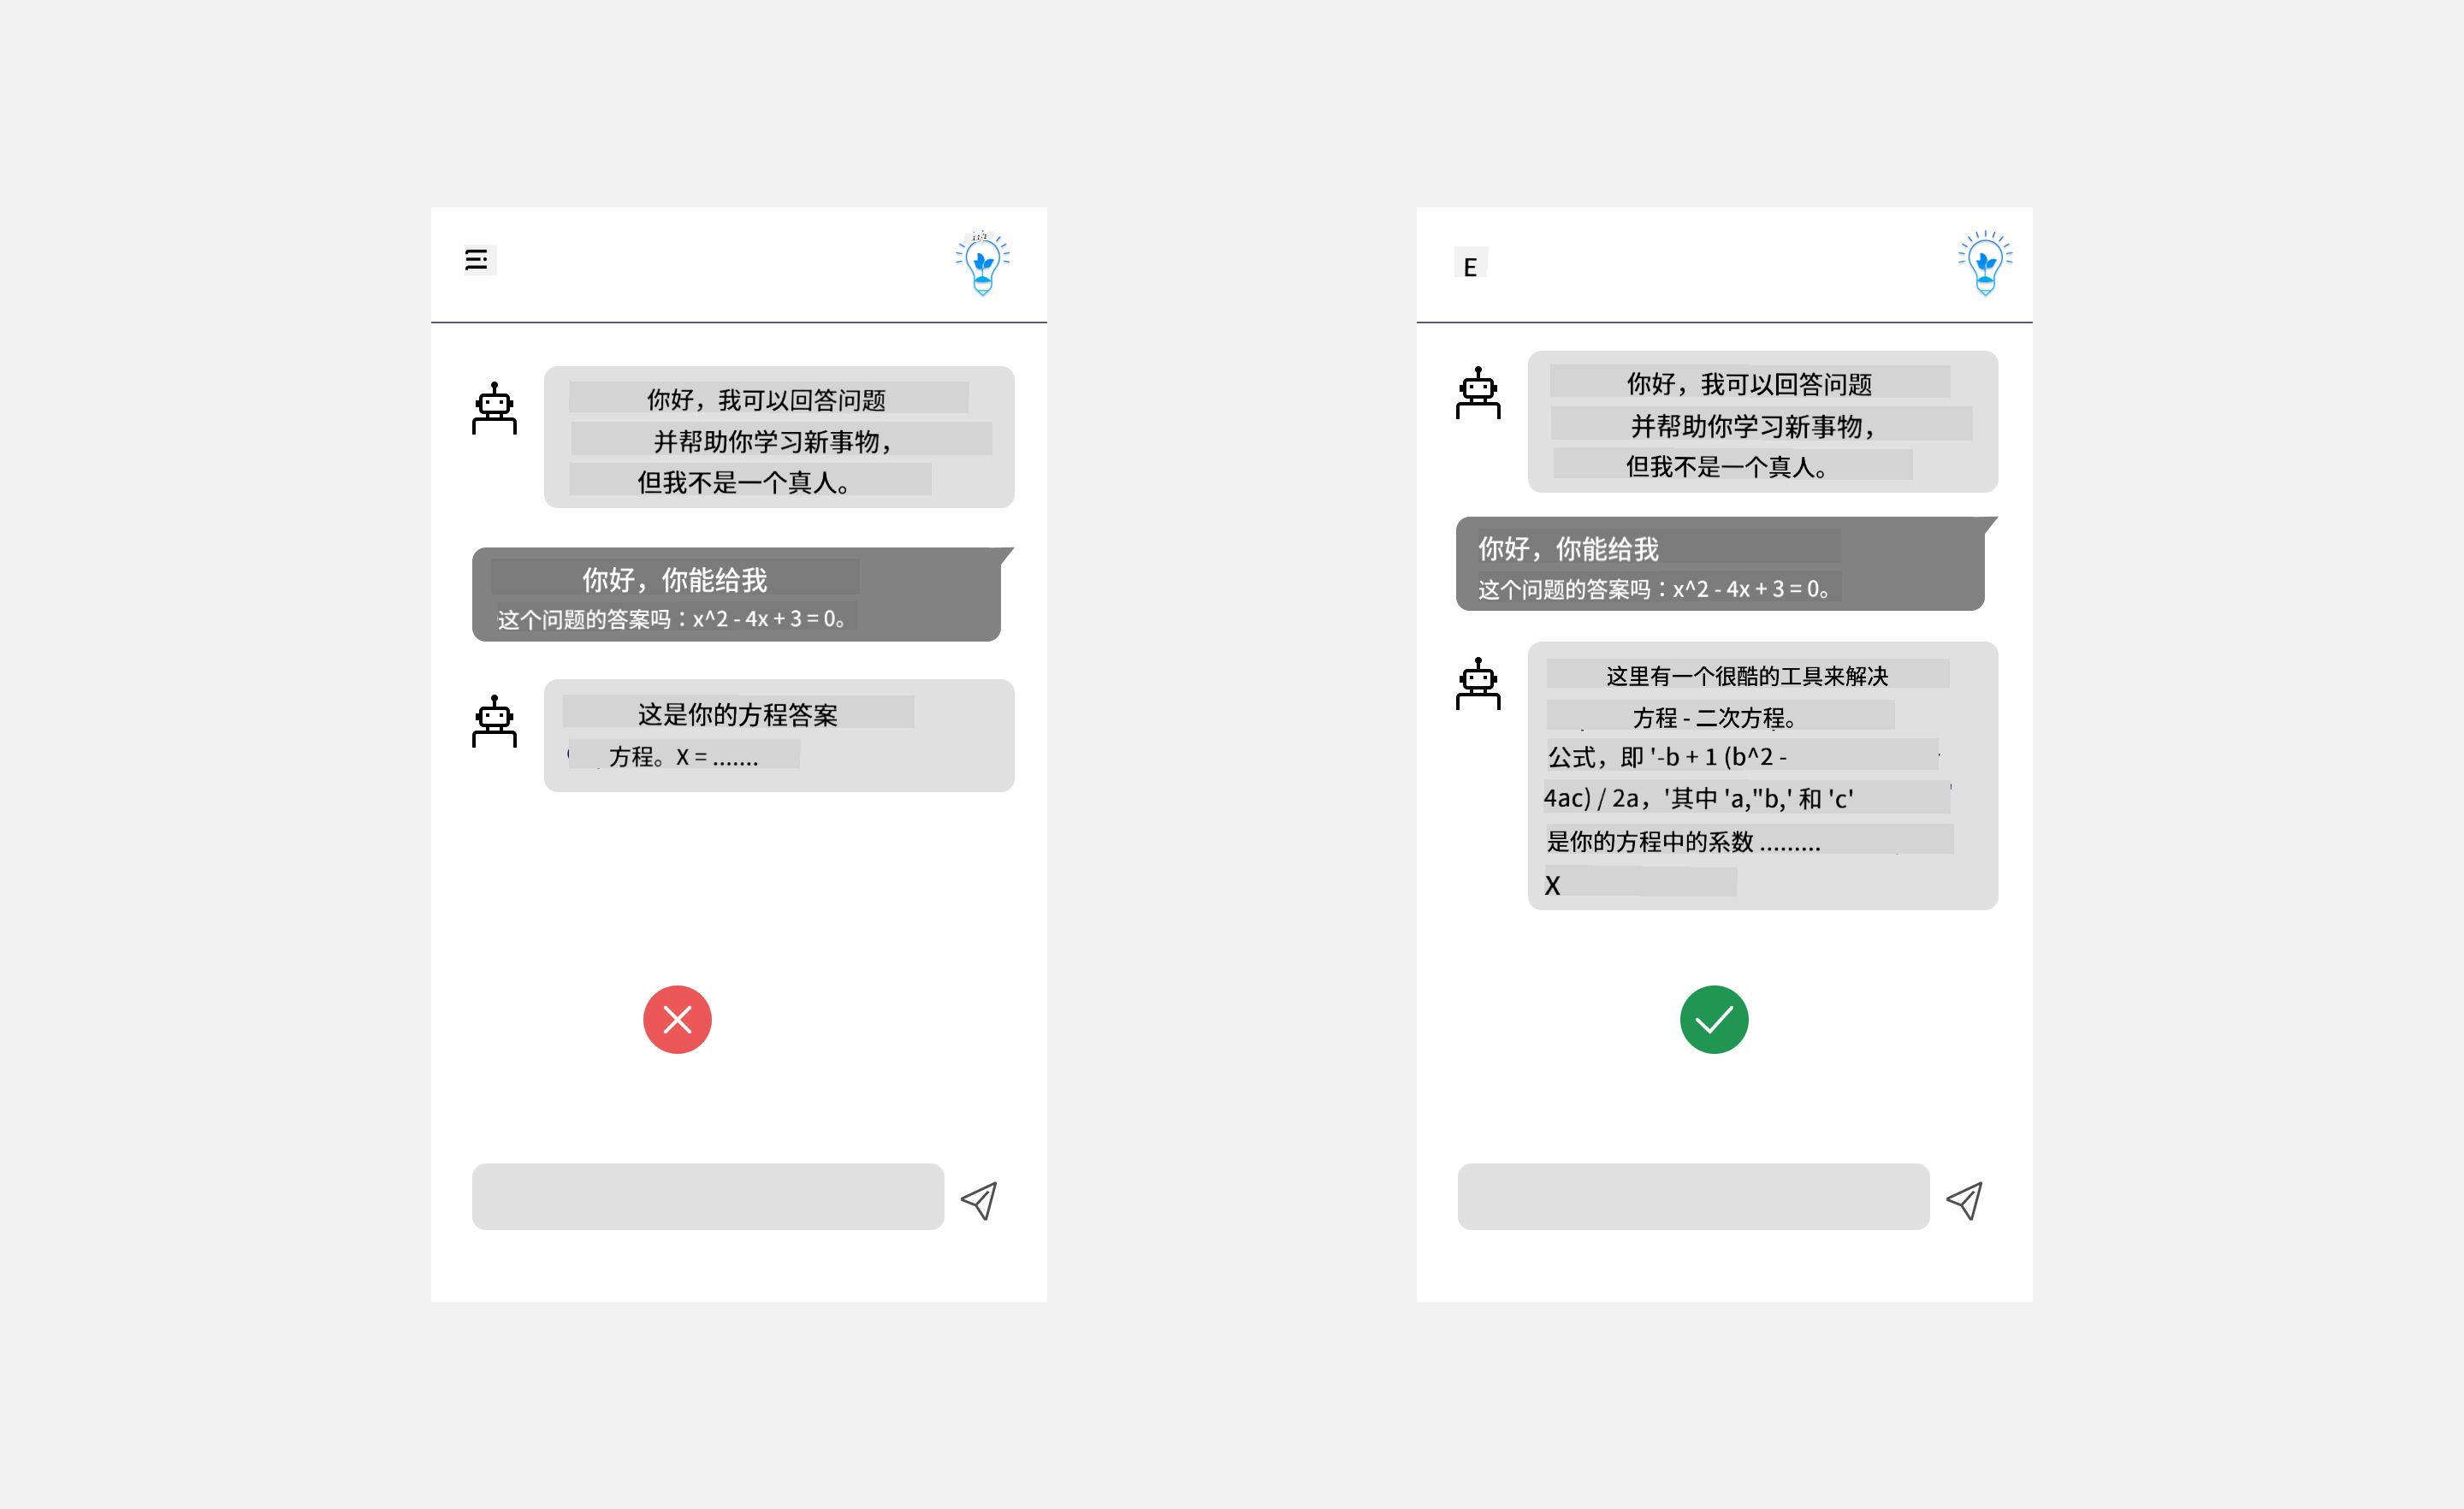 你好，我可以回答问题
并帮助你学习新事物，
但我不是一个真人。
你好，你能给我
这个问题的答案吗：x^2 - 4x + 3 = 0。
这是你的方程答案
方程。X = .......
E
你好，我可以回答问题
并帮助你学习新事物，
但我不是一个真人。
你好，你能给我
这个问题的答案吗：x^2 - 4x + 3 = 0。
这里有一个很酷的工具来解决
方程 - 二次方程。
公式，即 '-b + 1 (b^2 -
4ac) / 2a，'其中 'a,''b,' 和 'c'
是你的方程中的系数 .........
X